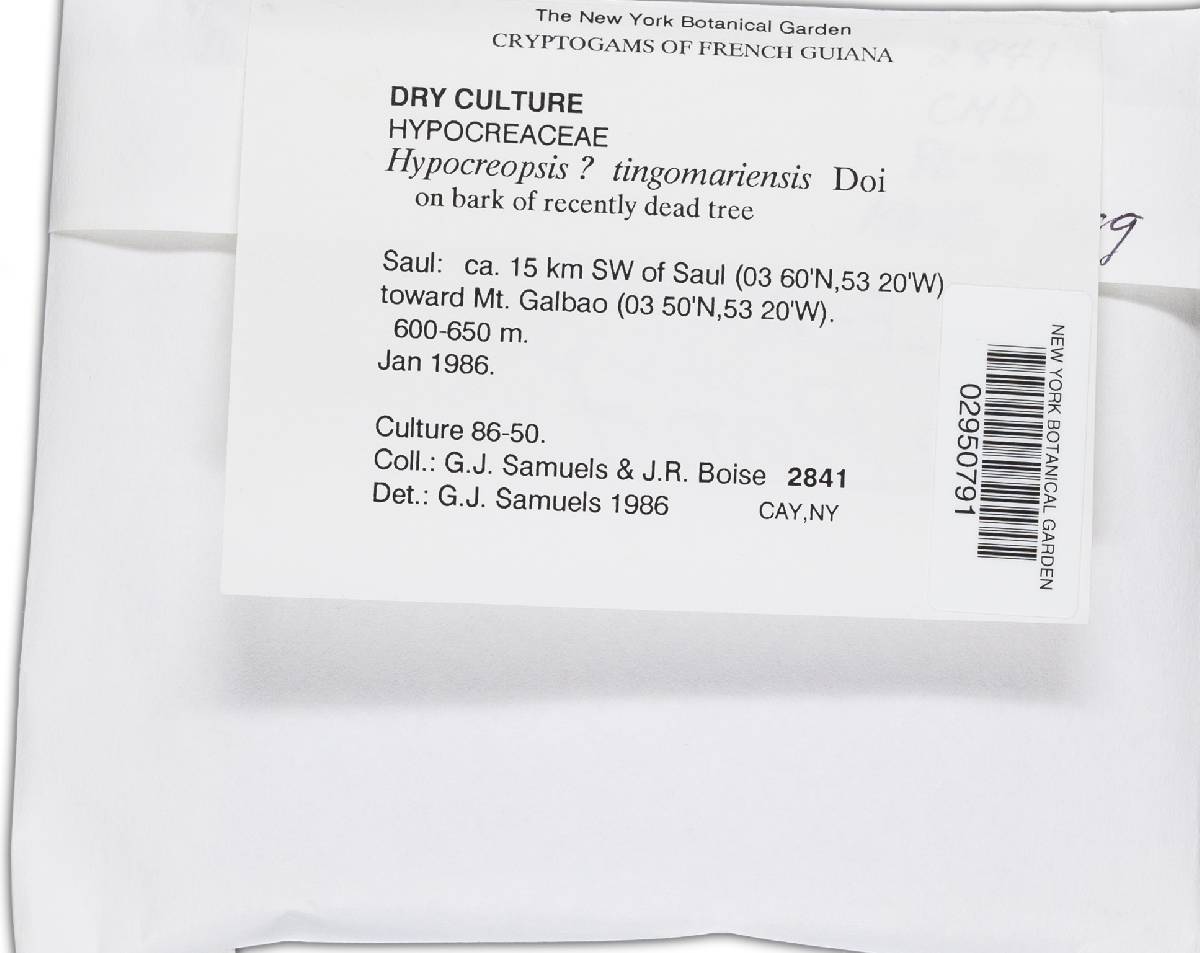 The New York Botanical Garden
CRYPTOGAMS OF FRENCH GUIANA
DRY CULTURE
HYPOCREACEAE
Hypocreopsis ? tingomariensis Doi
on bark of recently dead tree
Saul: ca. 15 km SW of Saul (03 60'N,53 20'W)
toward Mt. Galbao (03 50'N,53 20'W).
600-650 m.
Jan 1986.
Culture 86-50.
Coll.: G.J. Samuels & J.R. Boise 2841
Det.: G.J. Samuels 1986 CAY,NY
NEW YORK BOTANICAL GARDEN
02950791